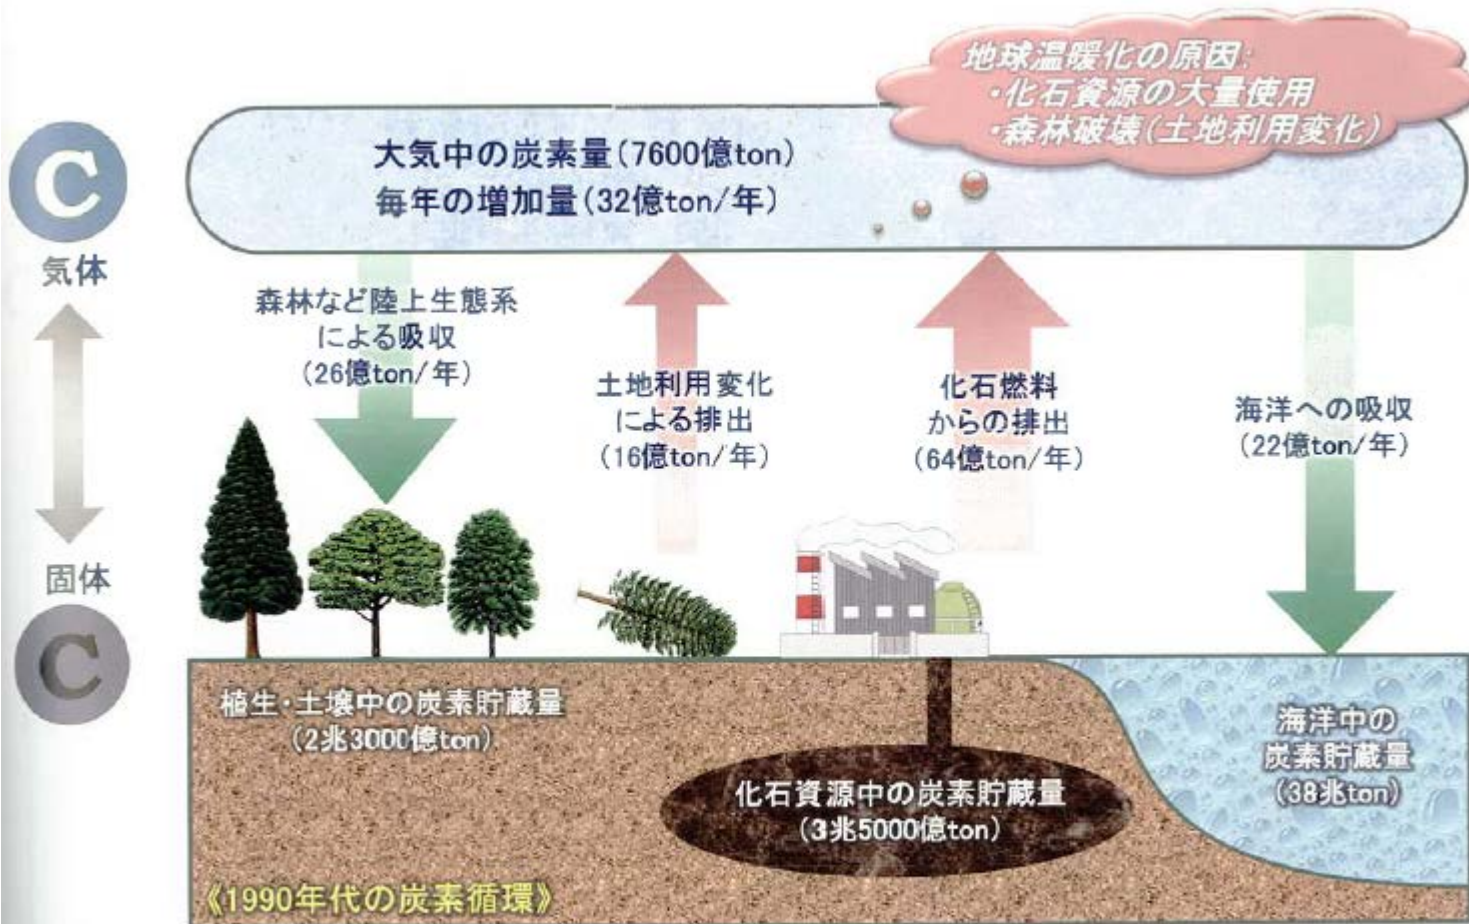 地球温暖化の原因:
・化石資源の大量使用
・森林破壊(土地利用変化)
大気中の炭素量(7600億ton)
毎年の増加量(32億ton/年)
C
気体
固体
C
森林など陸上生態系
による吸収
(26億ton/年)
土地利用変化
による排出
(16億ton/年)
化石燃料
からの排出
(64億ton/年)
海洋への吸収
(22億ton/年)
植生・土壌中の炭素貯蔵量
(2兆3000億ton)
化石資源中の炭素貯蔵量
(3兆5000億ton)
海洋中の
炭素貯蔵量
(38兆ton)
《1990年代の炭素循環》